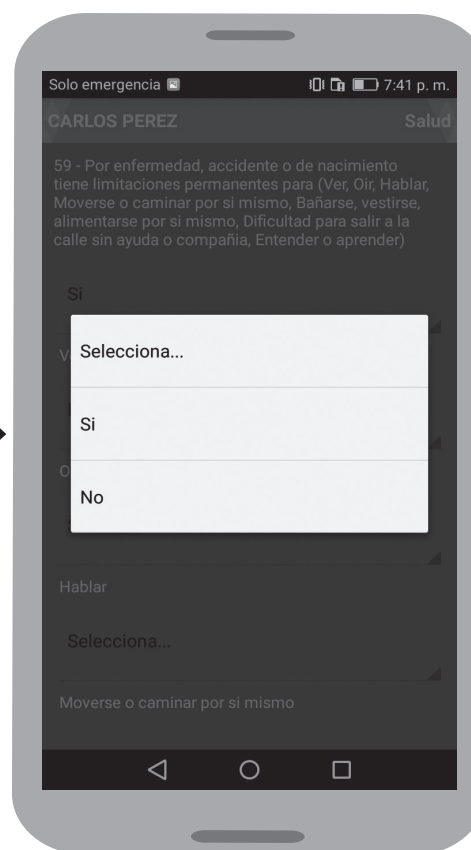 Solo emergencia 7:41 p. m.
CARLOS PEREZ Salud
59 - Por enfermedad, accidente o de nacimiento
tiene limitaciones permanentes para (Ver, Oir, Hablar,
Moverse o caminar por si mismo, Bañarse, vestirse,
alimentarse por si mismo, Dificultad para salir a la
calle sin ayuda o compañia, Entender o aprender)
Si
Selecciona...
Si
No
Hablar
Selecciona...
Moverse o caminar por si mismo